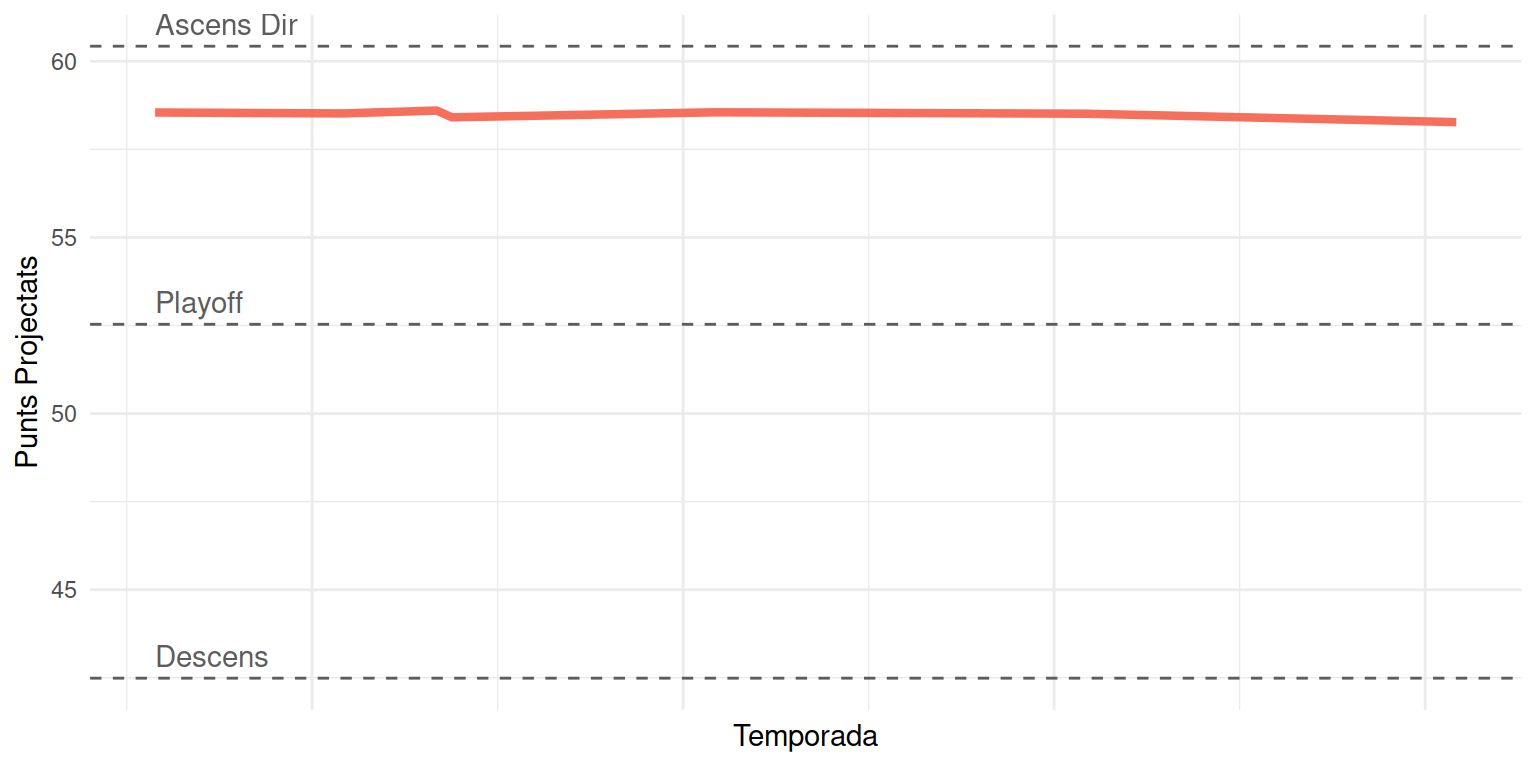 Ascens Dir
60
55
Playoff
50
45
Descens
Punts Projectats
Temporada